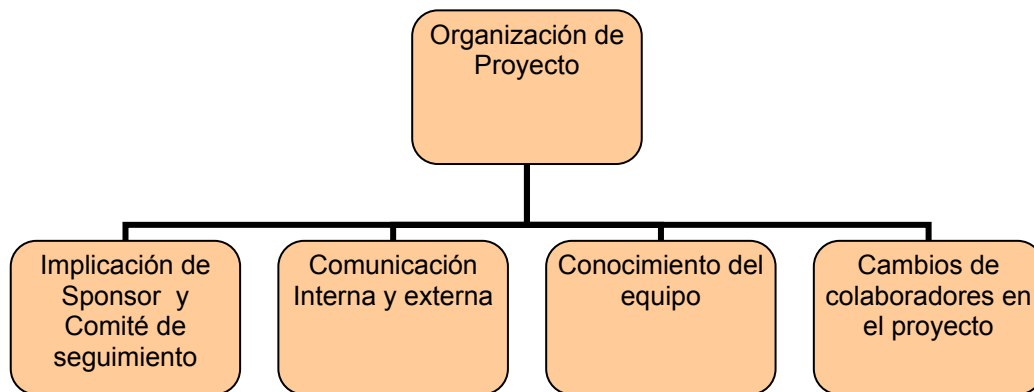 Organización de
Proyecto
Implicación de
Sponsor y
Comité de
seguimiento
Comunicación
Interna y externa
Conocimiento del
equipo
Cambios de
colaboradores en
el proyecto